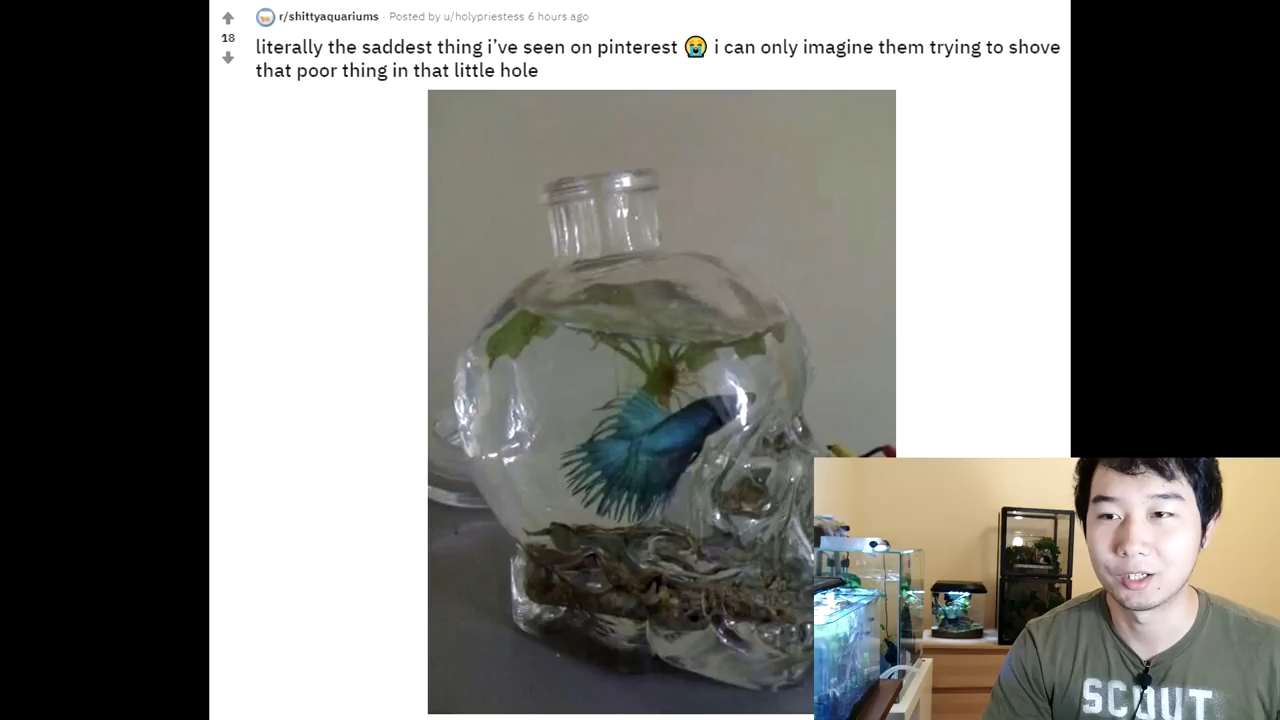 r/shittyaquariums · Posted by u/holypriestess 6 hours ago
18
literally the saddest thing i've seen on pinterest 😭 i can only imagine them trying to shove
that poor thing in that little hole
SCOUT